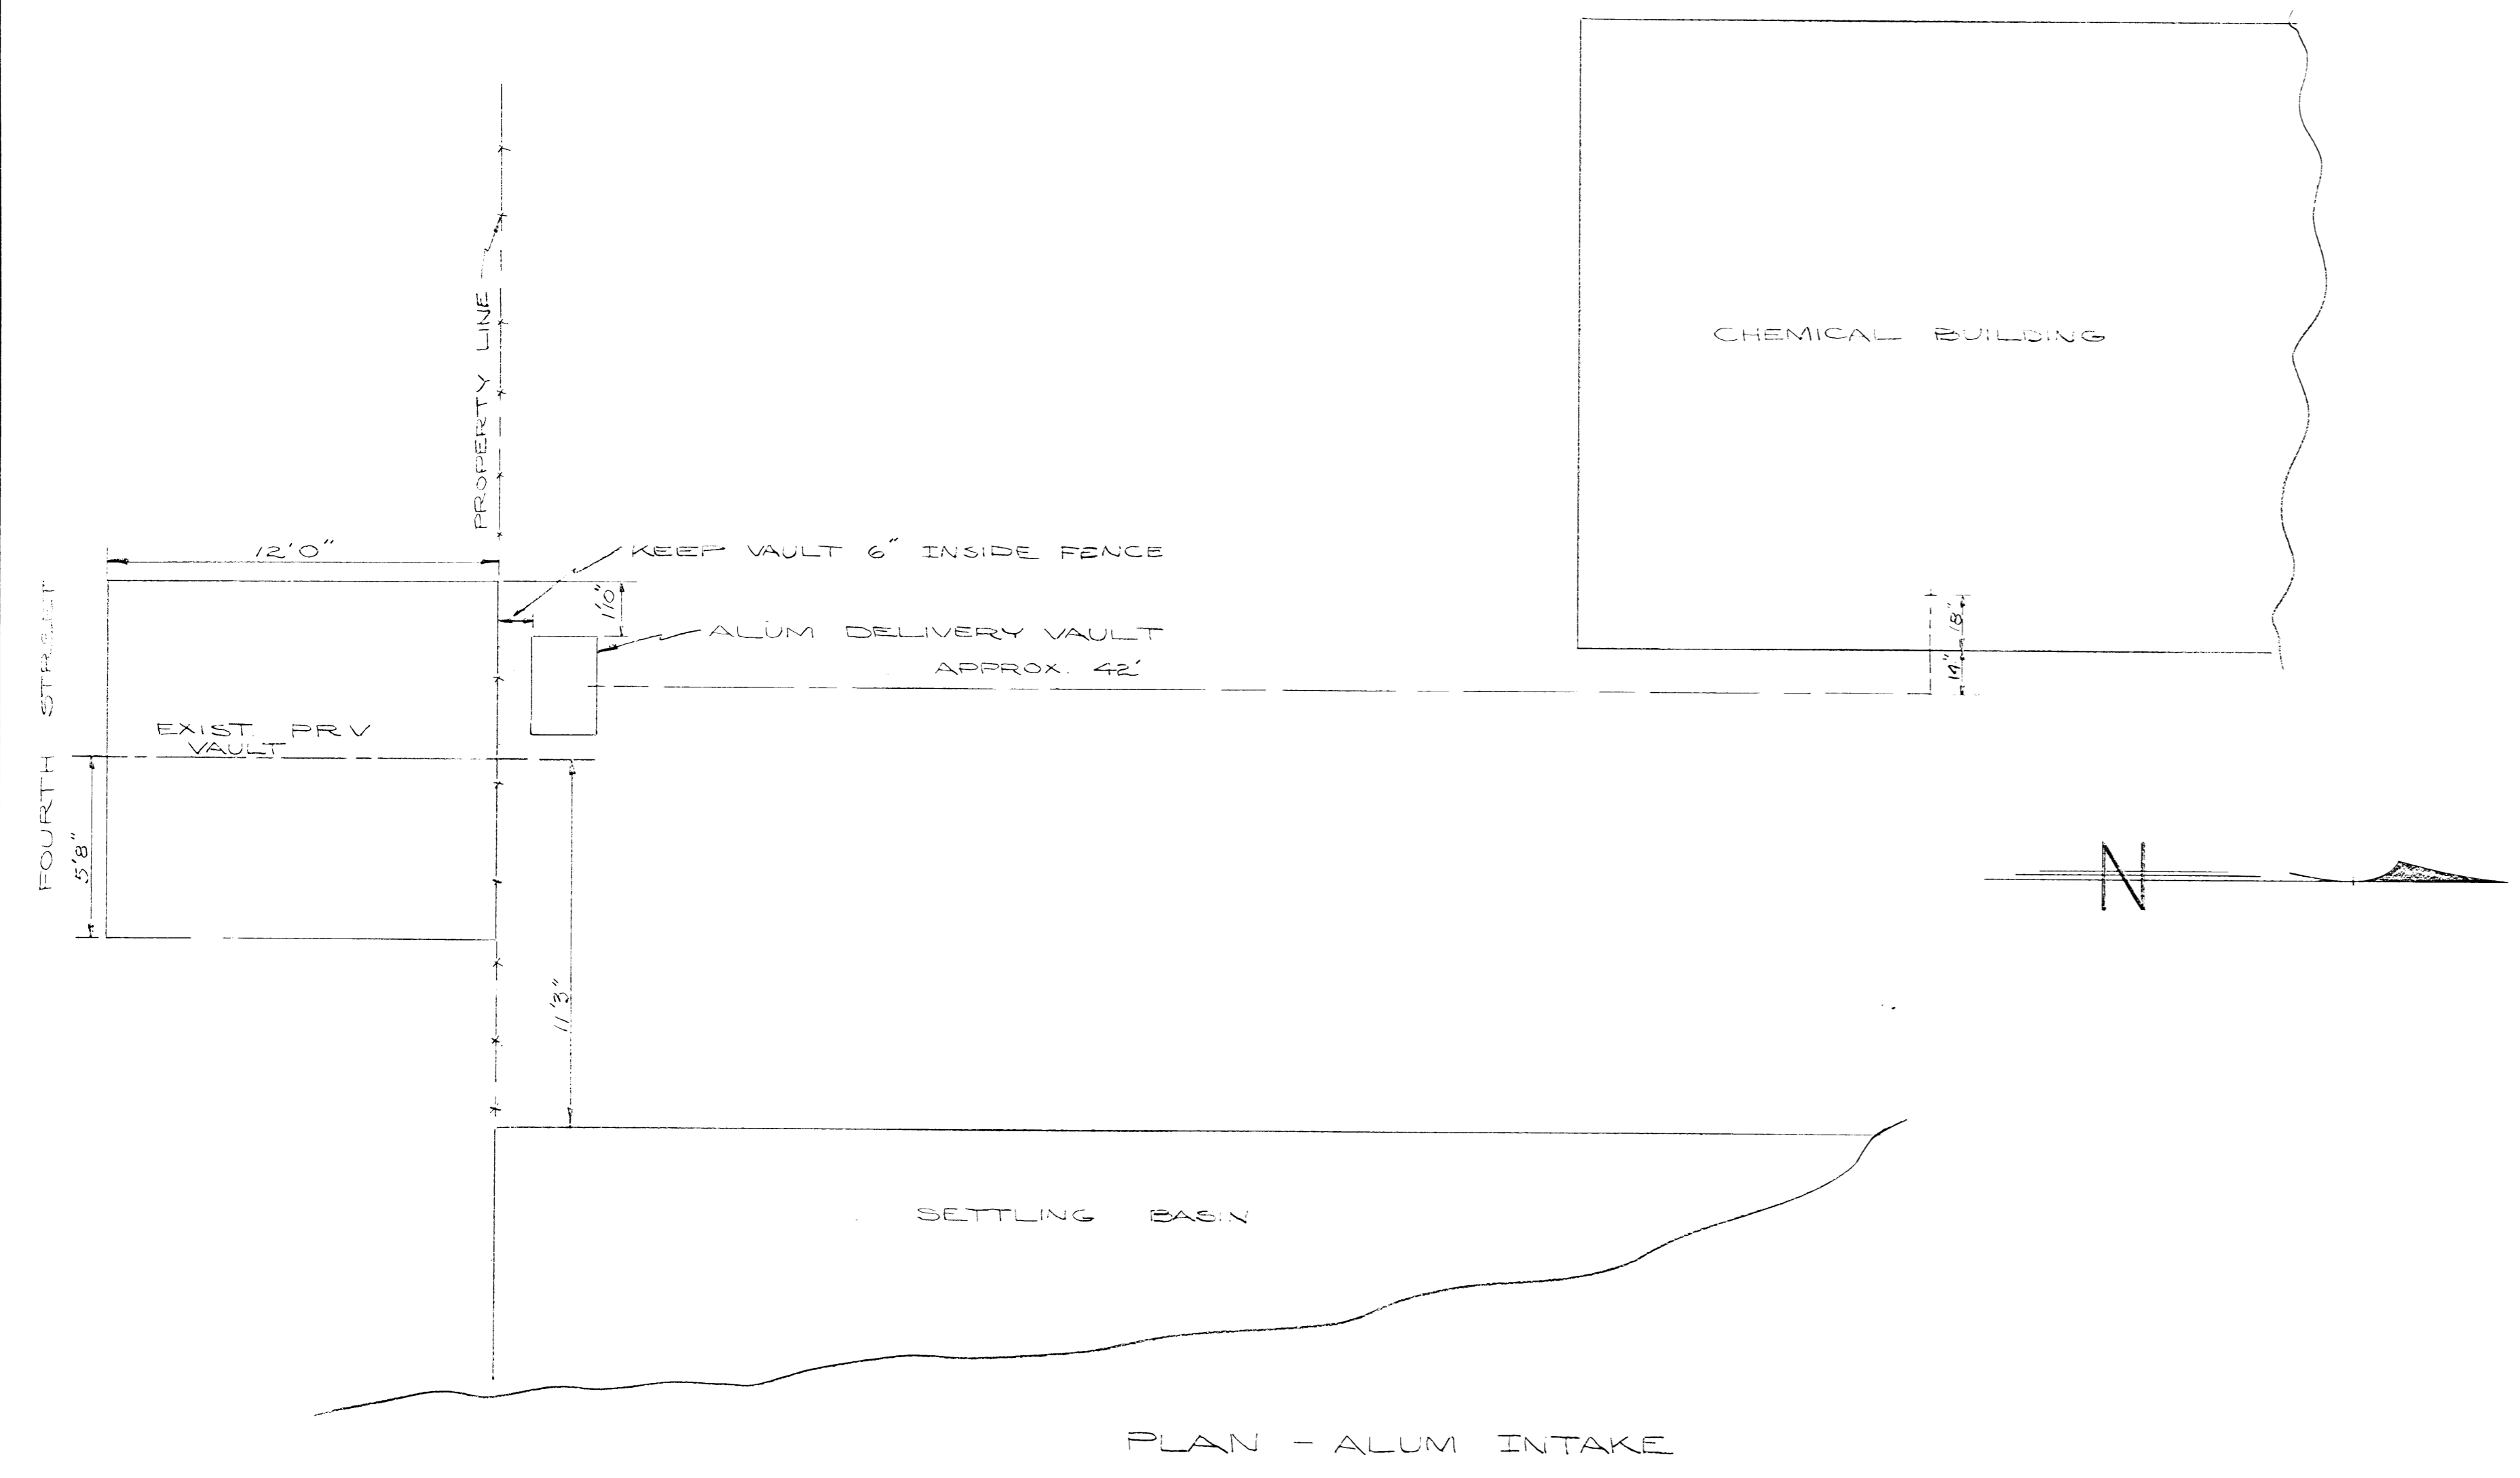 CHEMICAL BUILDING
PROPERTY LINE
12'0"
KEEP VAULT 6" INSIDE FENCE
1'10"
ALUM DELIVERY VAULT
APPROX. 42'
18"
14"
FOURTH STREET
EXIST. PRV
VAULT
5'8"
11'3"
N
SETTLING BASIN
PLAN - ALUM INTAKE